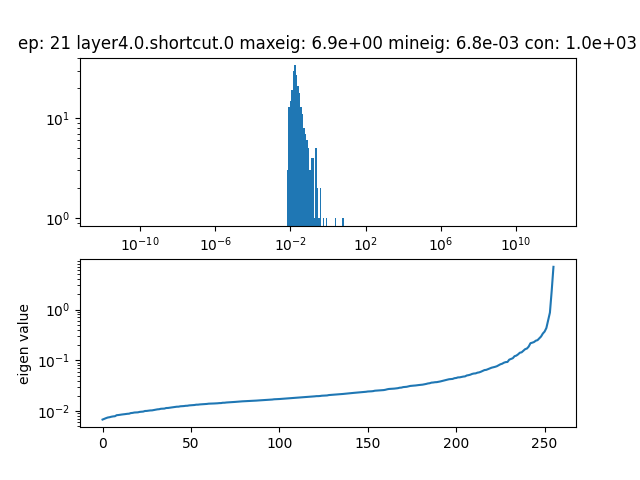 ep: 21 layer4.0.shortcut.0 maxeig: 6.9e+00 mineig: 6.8e-03 con: 1.0e+03
10¹
10⁰
10⁻¹⁰ 10⁻⁶ 10⁻² 10² 10⁶ 10¹⁰
eigen value
10⁰
10⁻¹
10⁻²
0 50 100 150 200 250